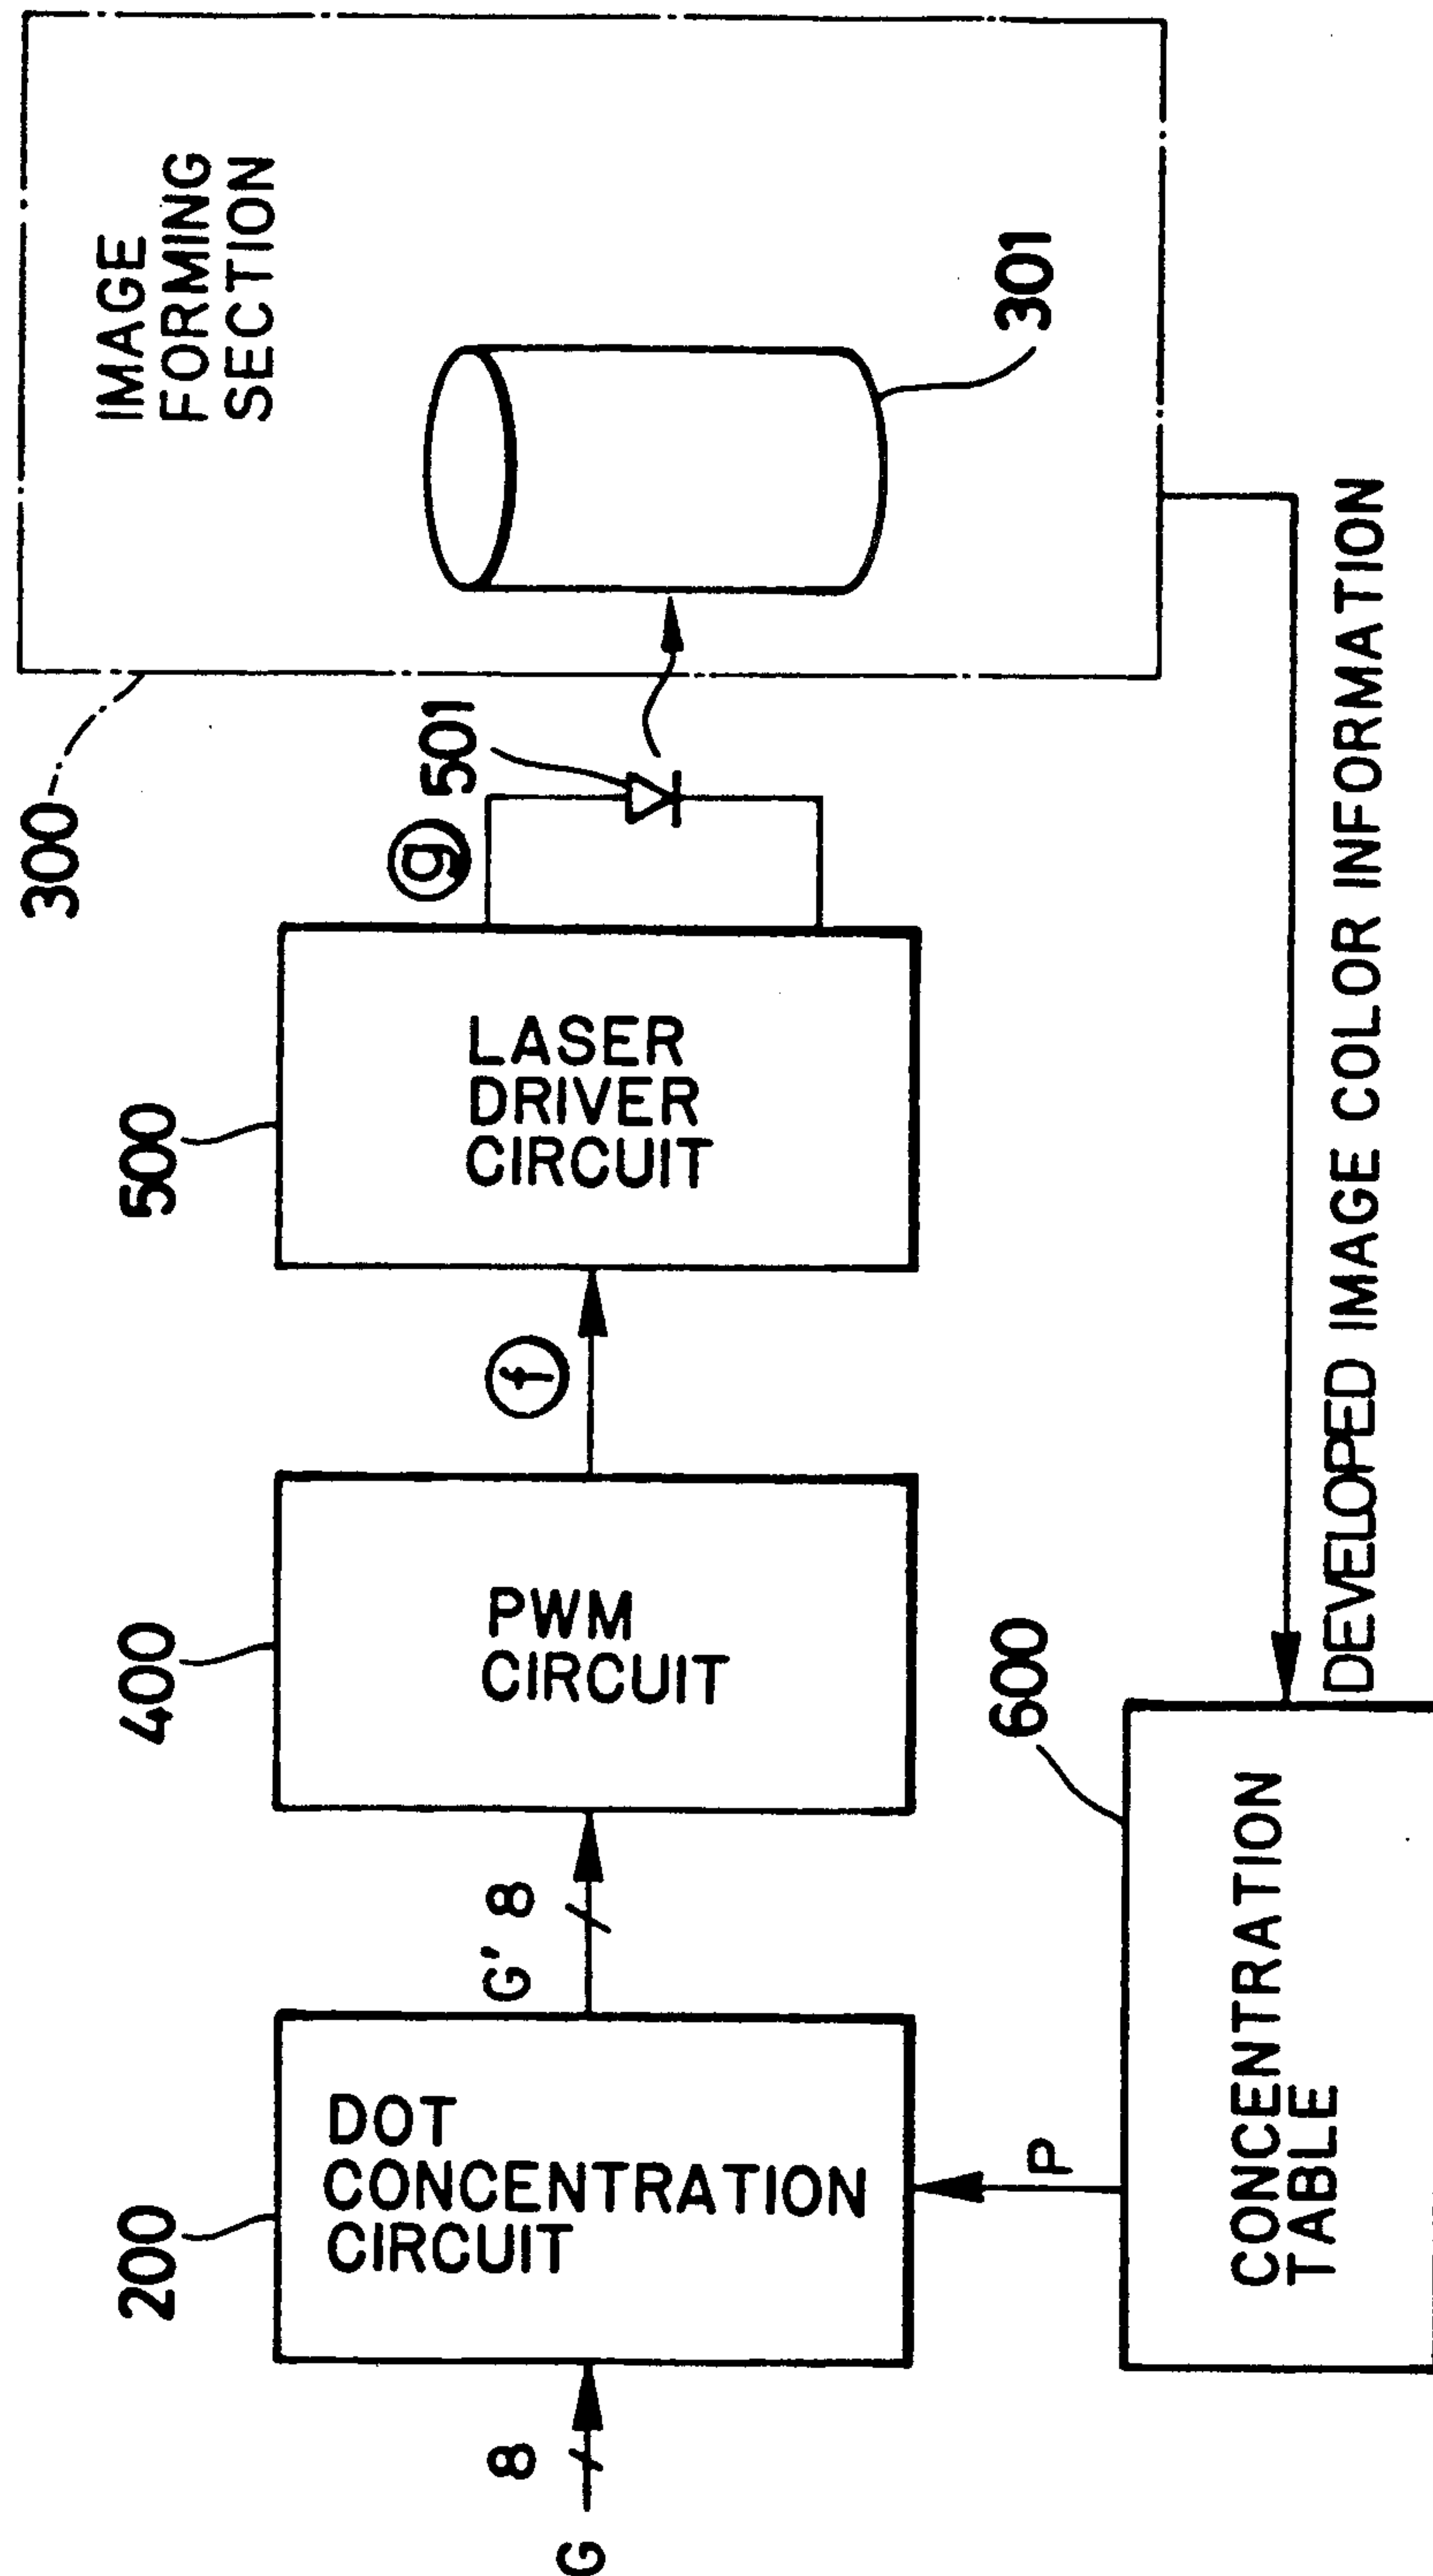 300
IMAGE
FORMING
SECTION
301
501
g
500
LASER
DRIVER
CIRCUIT
f
400
PWM
CIRCUIT
G' 8
200
DOT
CONCENTRATION
CIRCUIT
8
G
P
600
CONCENTRATION
TABLE
DEVELOPED IMAGE COLOR INFORMATION